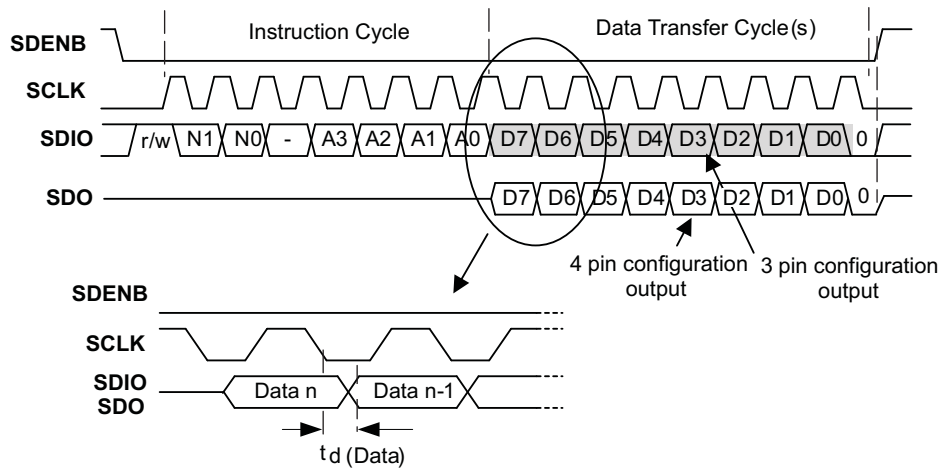 Instruction Cycle Data Transfer Cycle(s)
SDENB
SCLK
SDIO r/w N1 N0 - A3 A2 A1 A0 D7 D6 D5 D4 D3 D2 D1 D0 0
SDO D7 D6 D5 D4 D3 D2 D1 D0 0
4 pin configuration output
3 pin configuration output
SDENB
SCLK
SDIO
SDO
Data n Data n-1
td (Data)